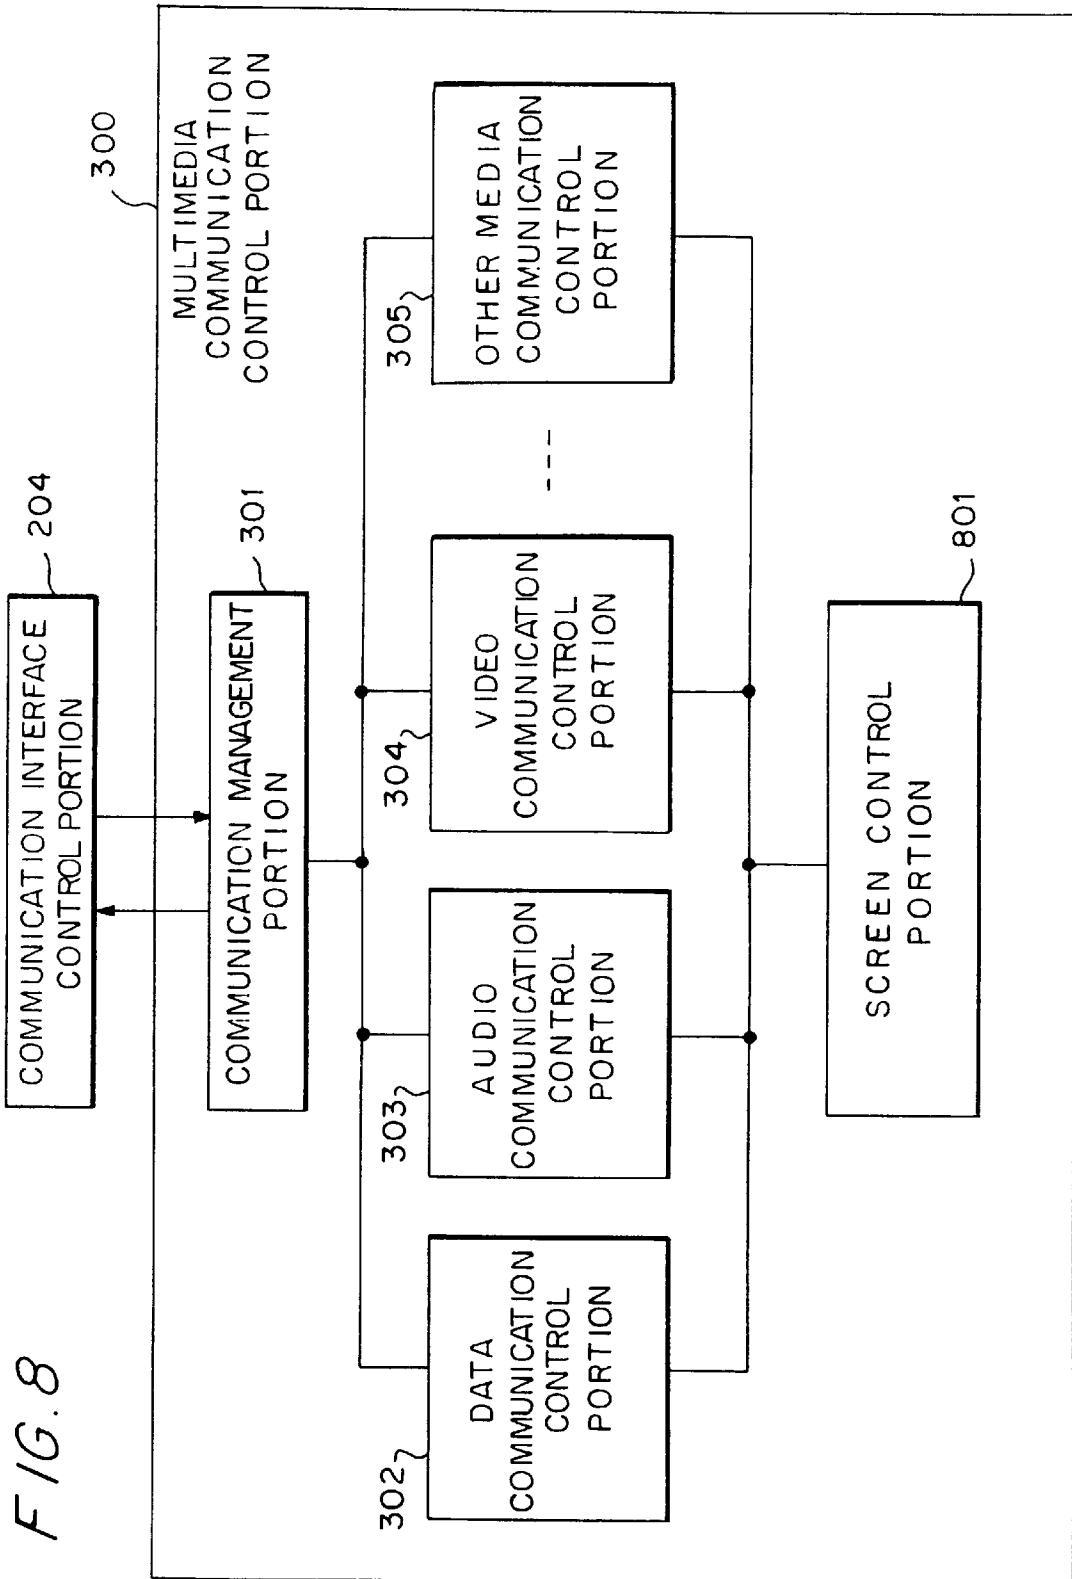 FIG. 8
COMMUNICATION INTERFACE
CONTROL PORTION
204
300
MULTIMEDIA
COMMUNICATION
CONTROL PORTION
COMMUNICATION MANAGEMENT
PORTION
301
302
DATA
COMMUNICATION
CONTROL
PORTION
303
AUDIO
COMMUNICATION
CONTROL
PORTION
304
VIDEO
COMMUNICATION
CONTROL
PORTION
305
OTHER MEDIA
COMMUNICATION
CONTROL
PORTION
SCREEN CONTROL
PORTION
801